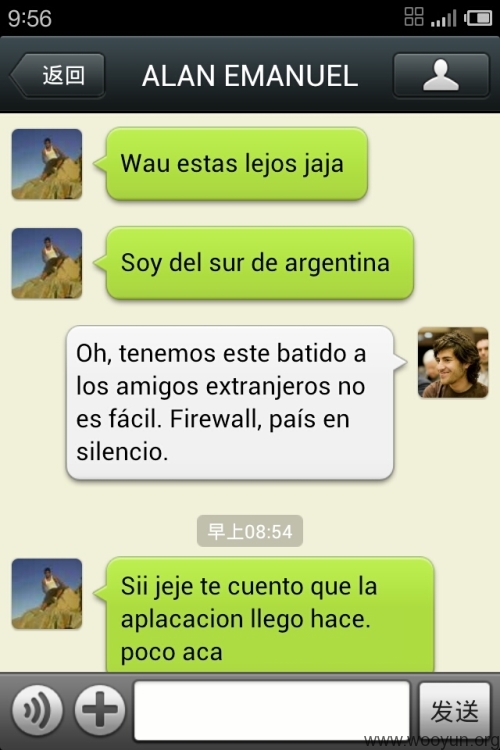 9:56
返回
ALAN EMANUEL
Wau estas lejos jaja
Soy del sur de argentina
Oh, tenemos este batido a
los amigos extranjeros no
es fácil. Firewall, país en
silencio.
早上08:54
Sii jeje te cuento que la
aplacacion llego hace.
poco aca
发送
www.wooyun.org